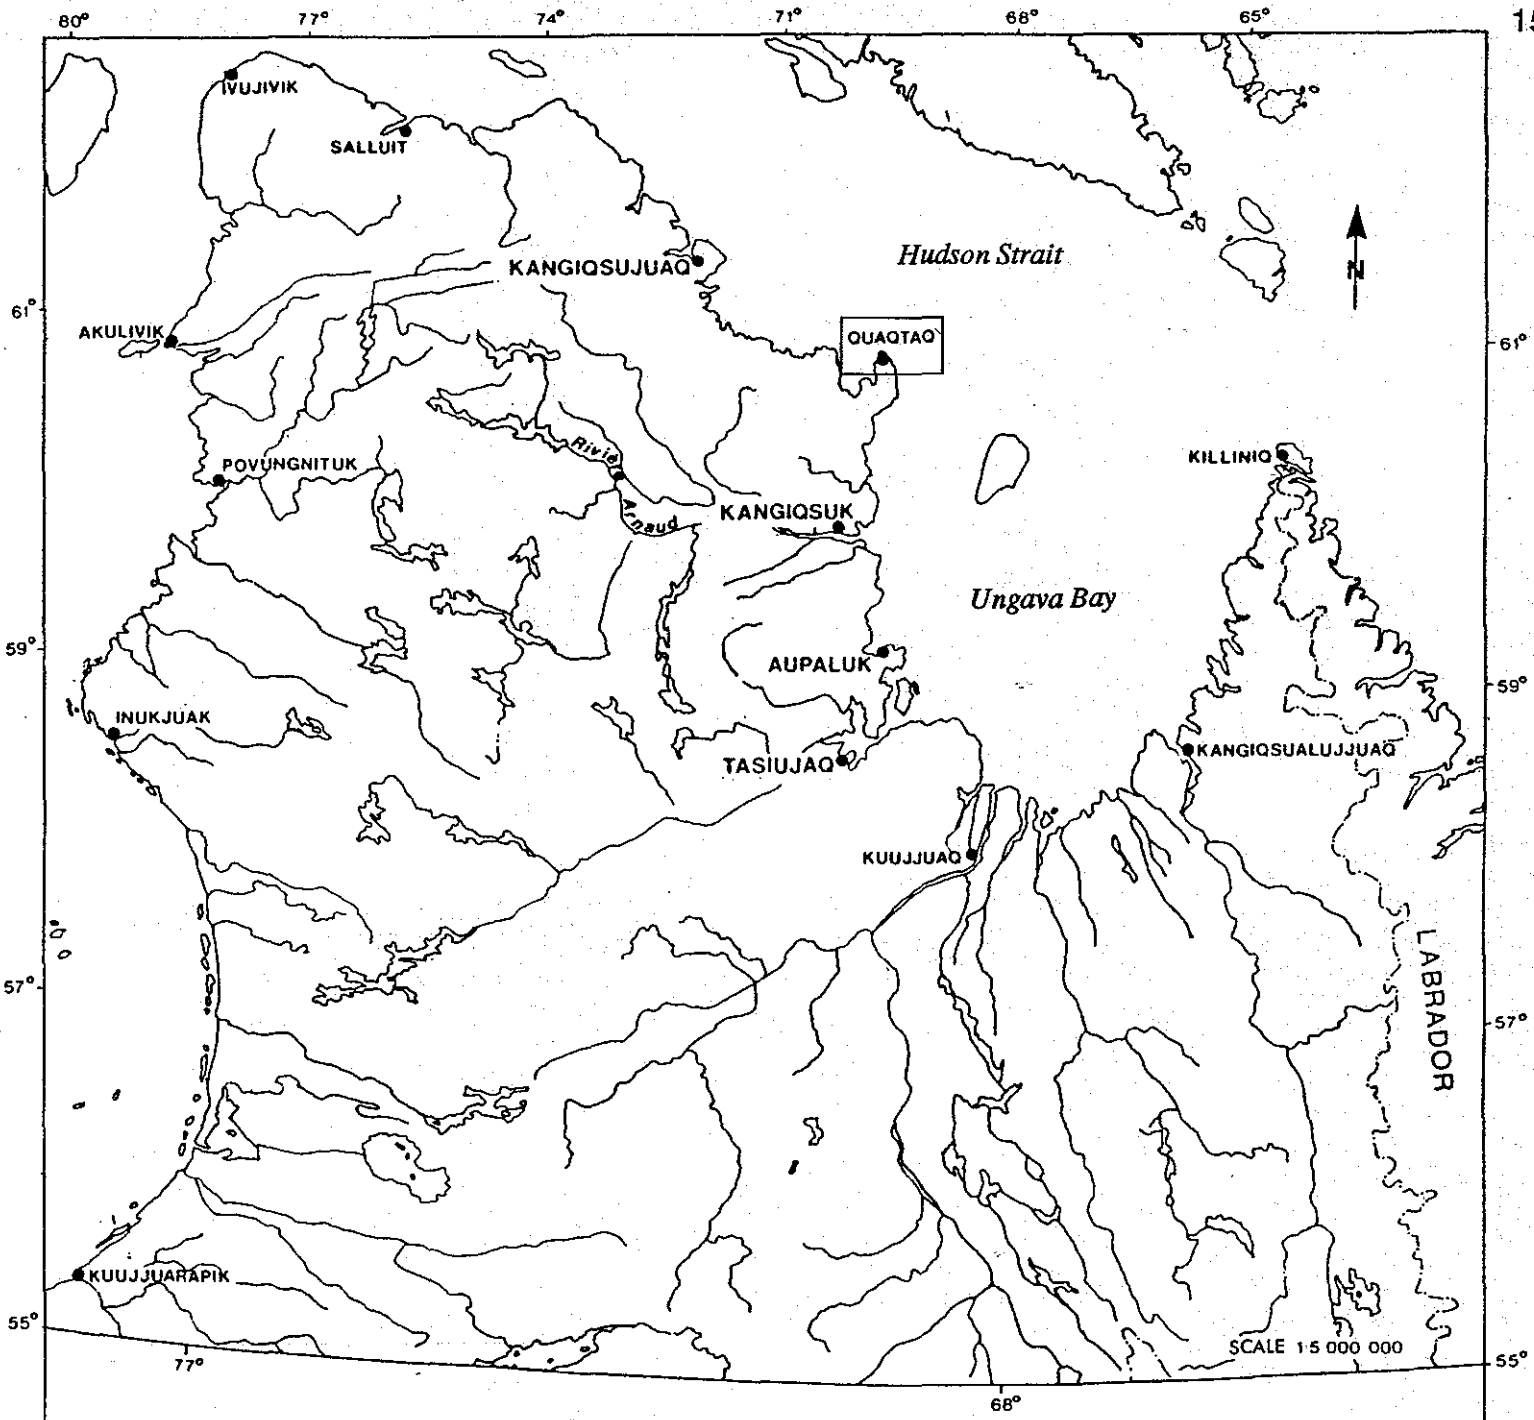 80° 77° 74° 71° 68° 65°
15
IVUJIVIK
SALLUIT
Hudson Strait
KANGIQSUJUAQ
N
61°
AKULIVIK
QUAQTAQ
61°
Rivière
POVUNGNITUK
KILLINIQ
Arnaud
KANGIQSUK
Ungava Bay
59°
AUPALUK
59°
INUKJUAK
KANGIQSUALUJJUAQ
TASIUJAQ
KUUJJUAQ
LABRADOR
57°
57°
KUUJJUARAPIK
55°
SCALE 1:5 000 000
55°
77°
68°